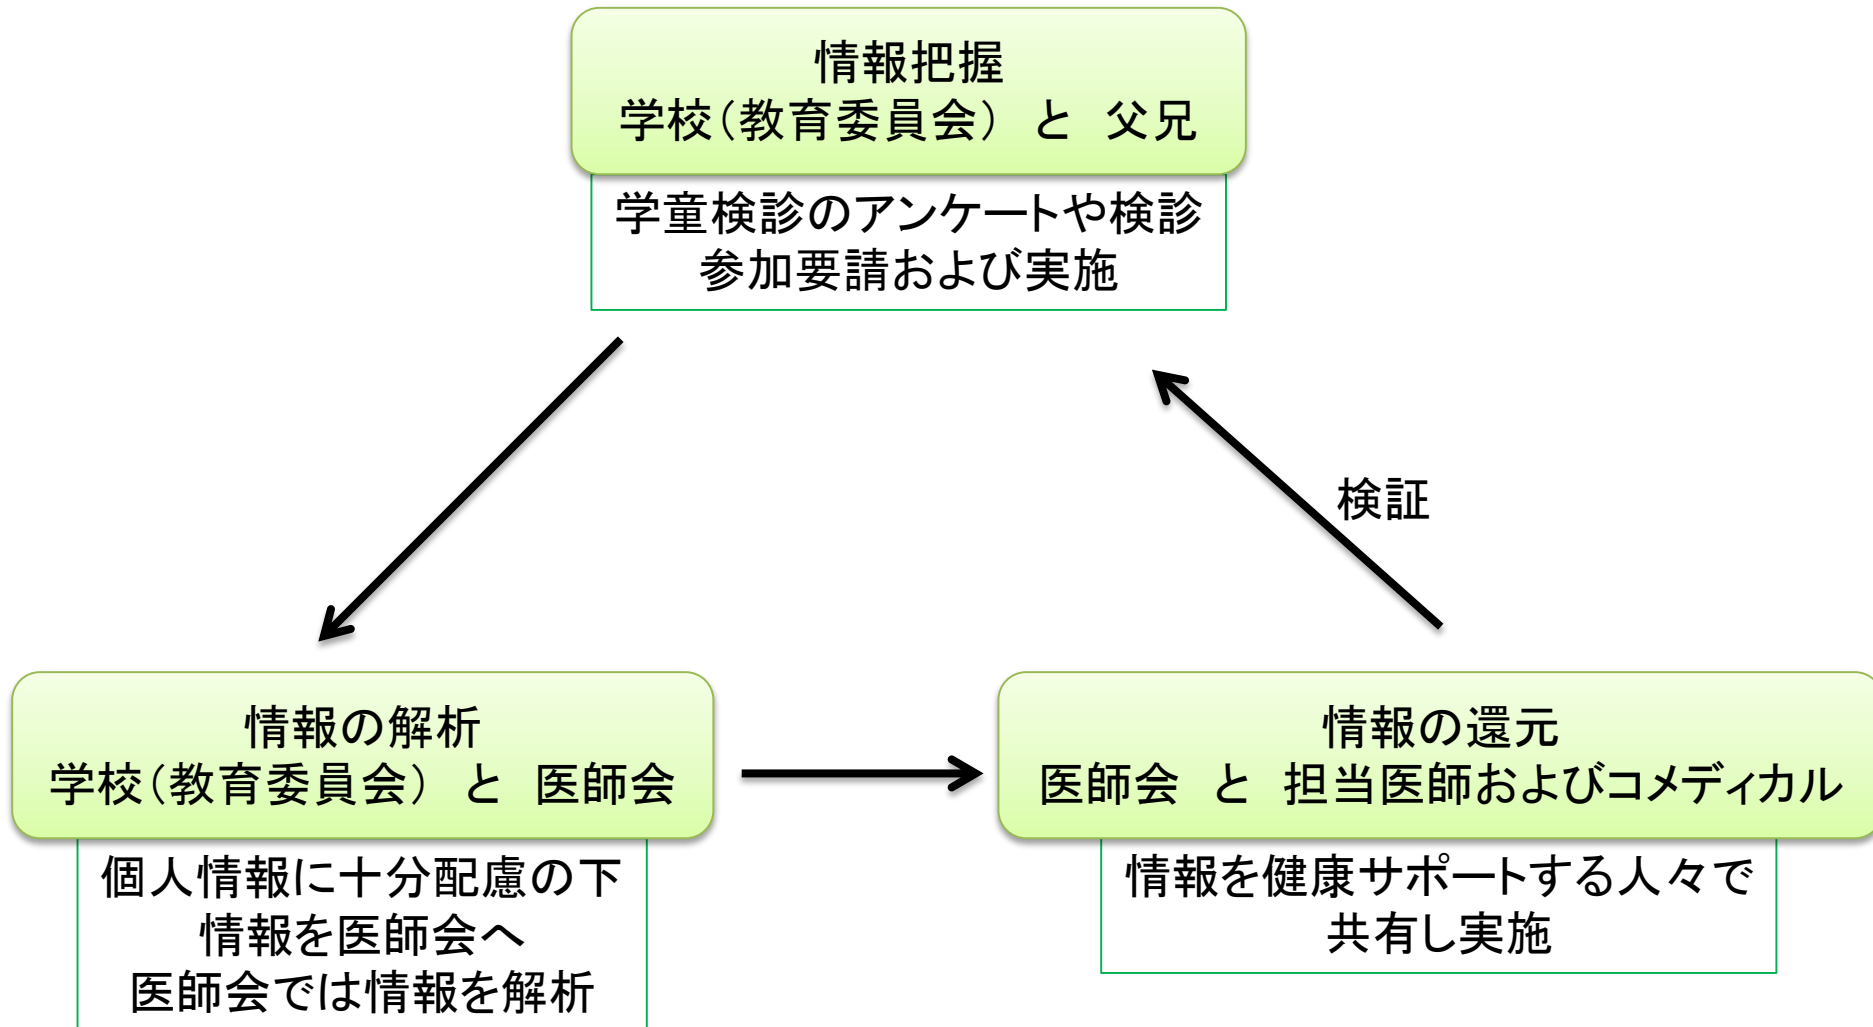 情報把握
学校（教育委員会） と 父兄
学童検診のアンケートや検診
参加要請および実施
検証
情報の解析
学校（教育委員会） と 医師会
個人情報に十分配慮の下
情報を医師会へ
医師会では情報を解析
情報の還元
医師会 と 担当医師およびコメディカル
情報を健康サポートする人々で
共有し実施